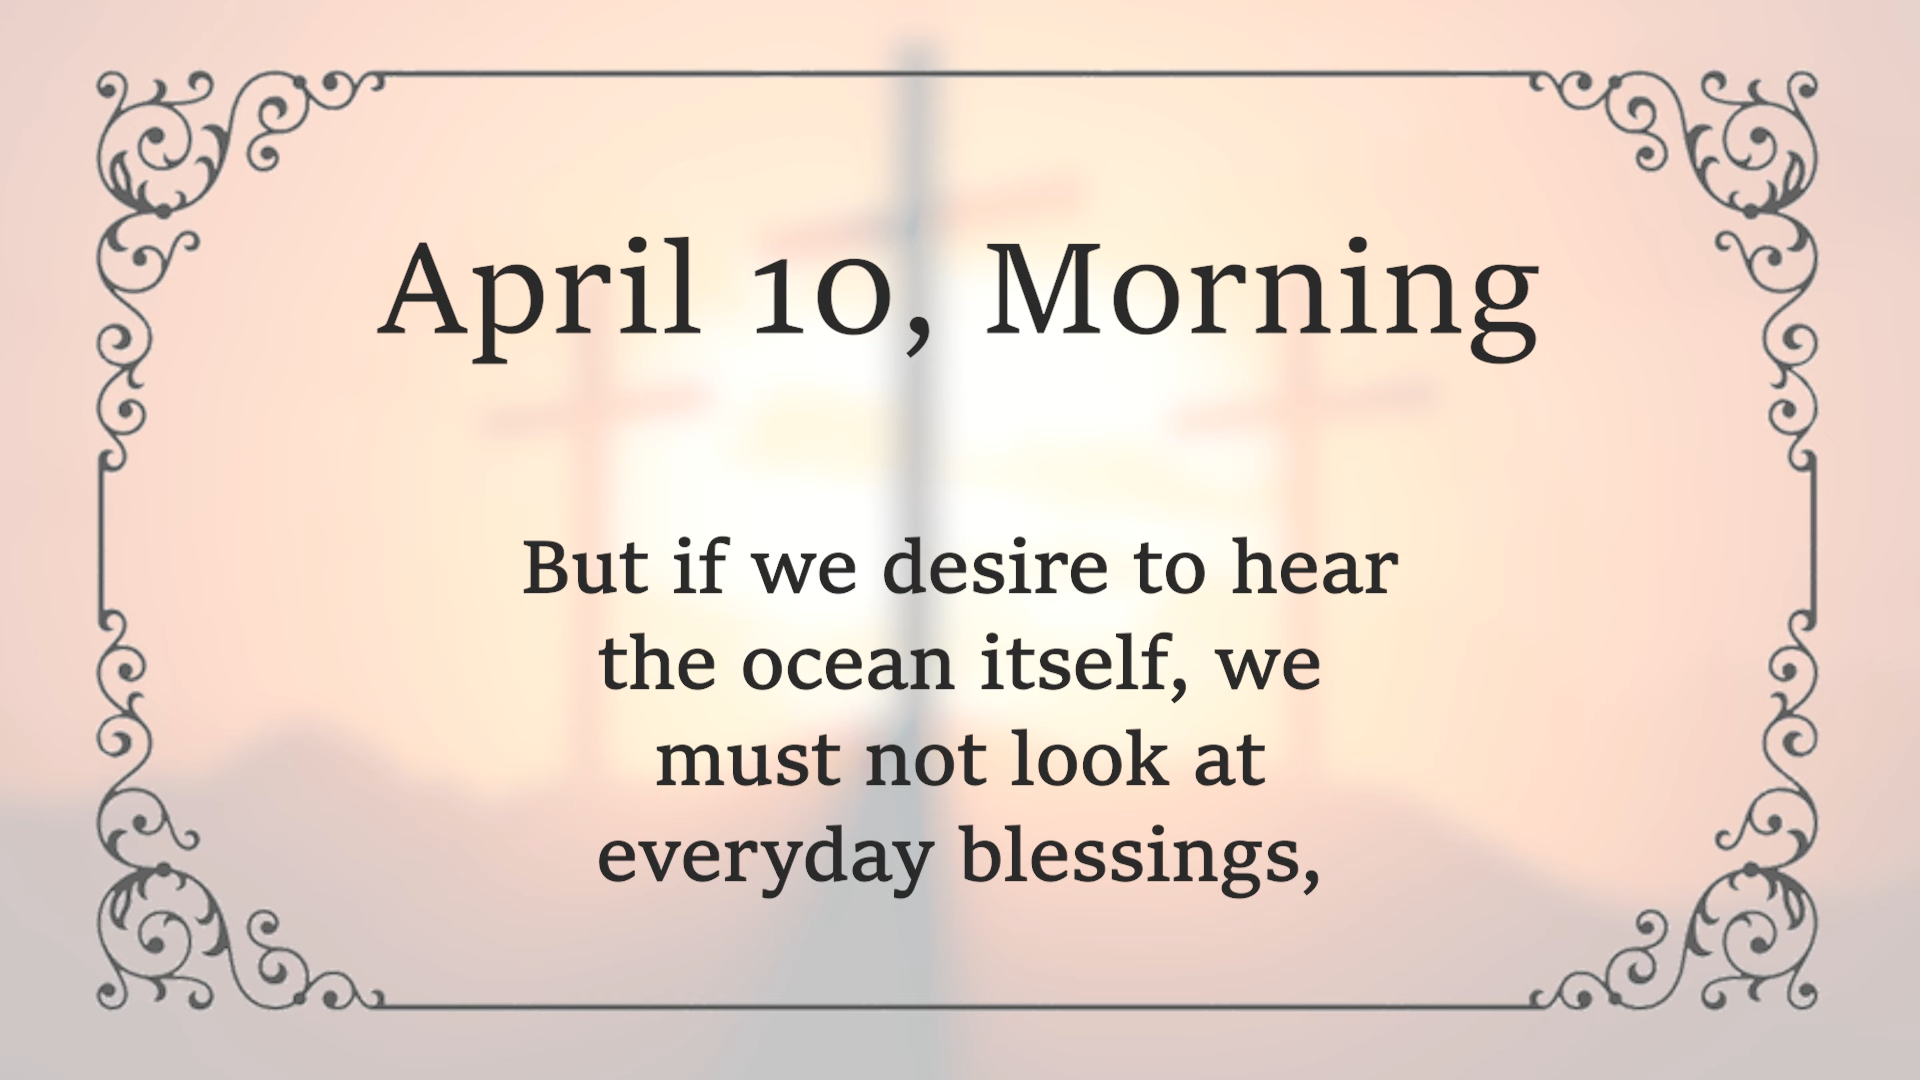 April 10, Morning
But if we desire to hear
the ocean itself, we
must not look at
everyday blessings,